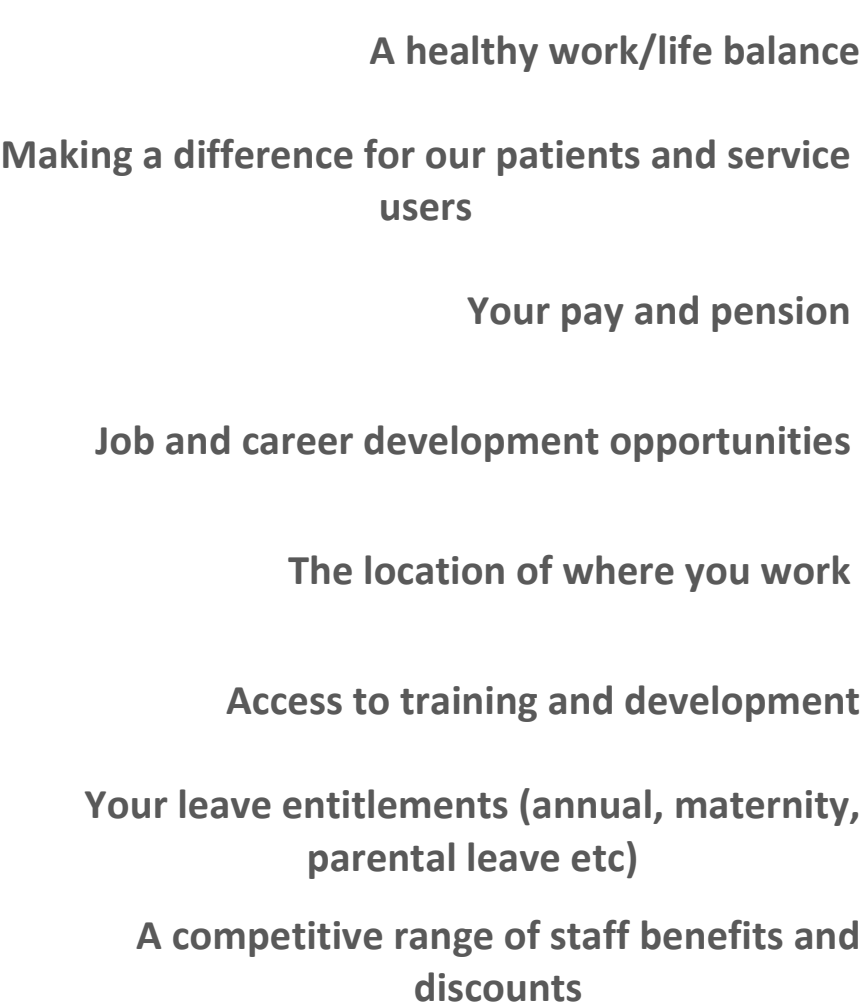 A healthy work/life balance
Making a difference for our patients and service
users
Your pay and pension
Job and career development opportunities
The location of where you work
Access to training and development
Your leave entitlements (annual, maternity,
parental leave etc)
A competitive range of staff benefits and
discounts